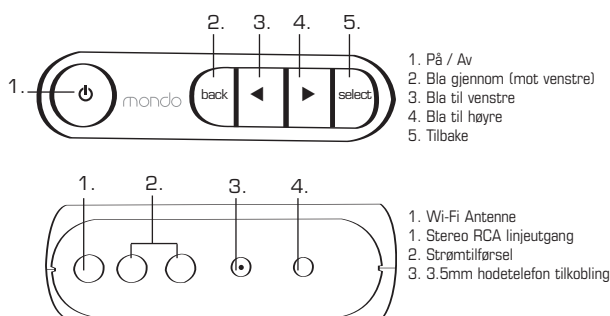 2. 3. 4. 5.
1. mondo back select
1. På / Av
2. Bla gjennom (mot venstre)
3. Bla til venstre
4. Bla til høyre
5. Tilbake
1. 2. 3. 4.
1. Wi-Fi Antenne
1. Stereo RCA linjeutgang
2. Strømtilførsel
3. 3.5mm hodetelefon tilkobling